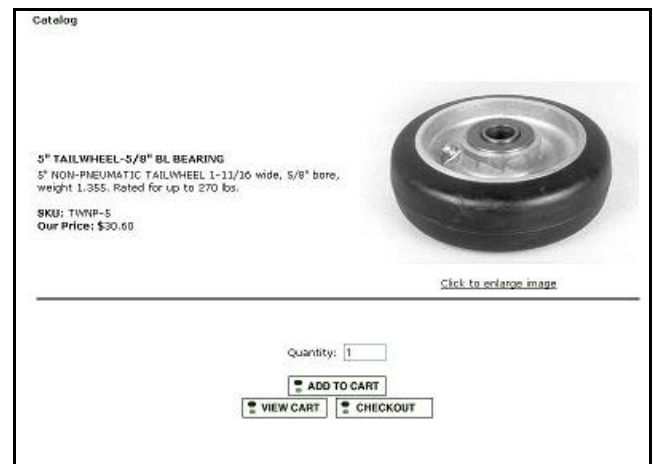 Catalog
5" TAILWHEEL-5/8" BL BEARING
5" NON-PNEUMATIC TAILWHEEL 1-11/16 wide, 5/8" bore,
weight 1.355. Rated for up to 270 lbs.
SKU: TWNP-5
Our Price: $30.60
Click to enlarge image
Quantity: 1
ADD TO CART
VIEW CART CHECKOUT